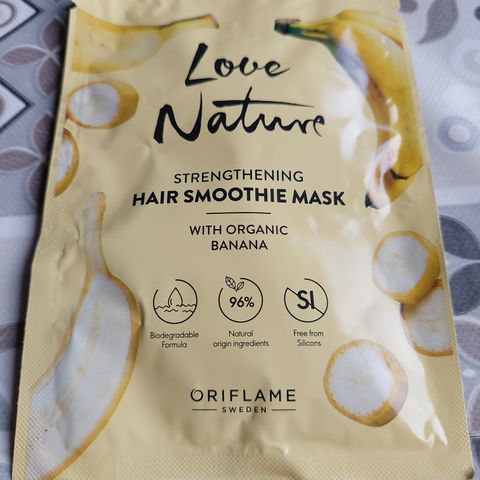 Love
Nature
STRENGTHENING
HAIR SMOOTHIE MASK
WITH ORGANIC
BANANA
Biodegradable
Formula
96%
Natural
origin ingredients
SI
Free from
Silicons
ORIFLAME
SWEDEN